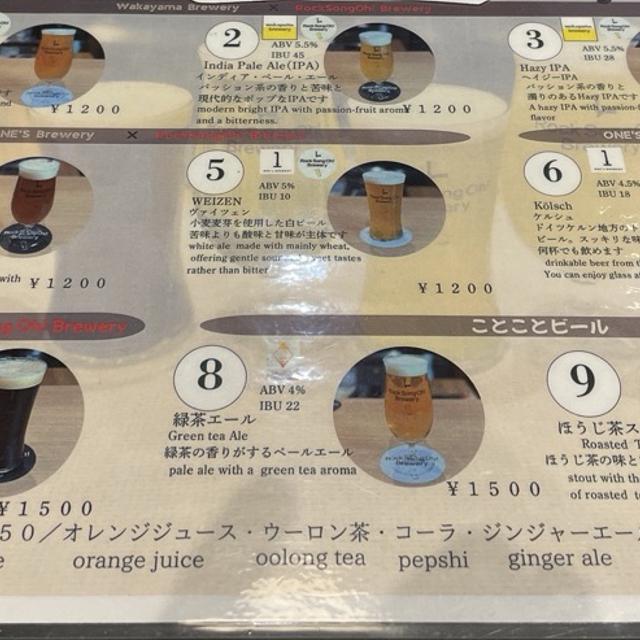 Wakayama Brewery × RockSongOh! Brewery
2
ABV 5.5%
IBU 45
India Pale Ale (IPA)
インディア・ペール・エール
パッション系の香りと苦味と
現代的なポップなIPAです
modern bright IPA with passion-fruit aroma
and a bitterness.
¥1200
¥1200
3
ABV 5.5%
IBU 28
Hazy IPA
ヘイジーIPA
パッション系の香りと
濁りのあるHazy IPAです
A hazy IPA with passion-
flavor
ONE'S Brewery ×
ONE'S
with ¥1200
5
1
ABV 5%
IBU 10
WEIZEN
ヴァイツェン
小麦麦芽を使用した白ビール
苦味よりも酸味と甘味が主体です
white ale made with mainly wheat,
offering gentle sour and sweet tastes
rather than bitter
¥1200
6
1
ABV 4.5%
IBU 18
Kölsch
ケルシュ
ドイツケルン地方の
ビール。スッキリな味
何杯でも飲めます
drinkable beer from
You can enjoy glass
Brewery
ことことビール
¥1500
8
ABV 4%
IBU 22
緑茶エール
Green tea Ale
緑茶の香りがするペールエール
pale ale with a green tea aroma
¥1500
9
ほうじ茶ス
Roasted
ほうじ茶の味と
stout with
of roasted
50／オレンジジュース・ウーロン茶・コーラ・ジンジャーエー
orange juice oolong tea pepshi ginger ale